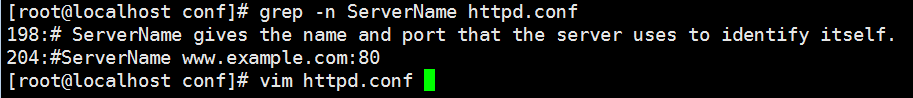 [root@localhost conf]# grep -n ServerName httpd.conf
198:# ServerName gives the name and port that the server uses to identify itself.
204:#ServerName www.example.com:80
[root@localhost conf]# vim httpd.conf